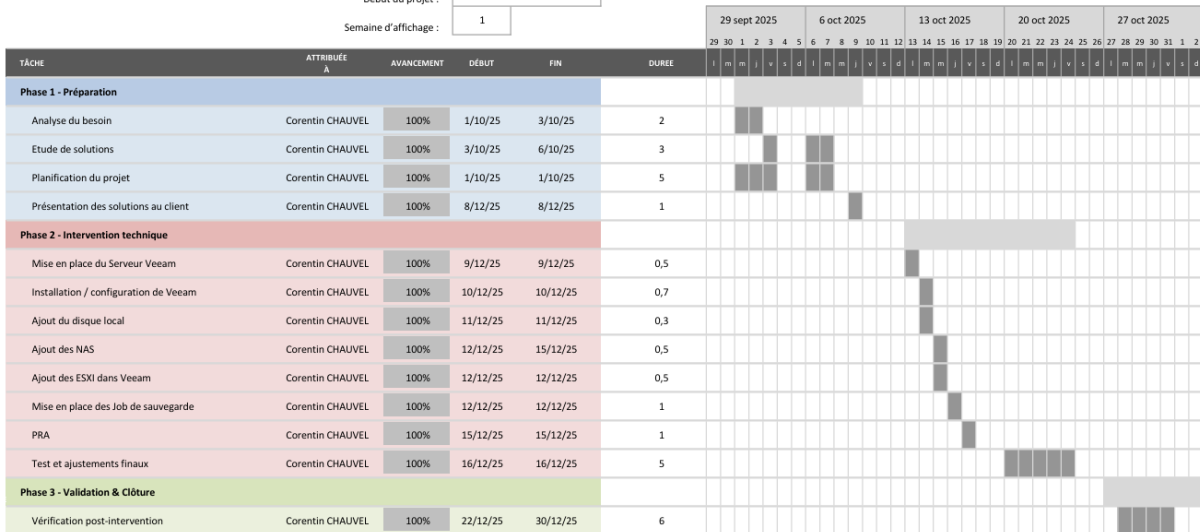 Début du projet :
Semaine d'affichage : 1
29 sept 2025 6 oct 2025 13 oct 2025 20 oct 2025 27 oct 2025
29 30 1 2 3 4 5 6 7 8 9 10 11 12 13 14 15 16 17 18 19 20 21 22 23 24 25 26 27 28 29 30 31 1 2
TÂCHE ATTRIBUÉE À AVANCEMENT DÉBUT FIN DUREE l m m j v s d l m m j v s d l m m j v s d l m m j v s d l m m j v s d
Phase 1 - Préparation
Analyse du besoin Corentin CHAUVEL 100% 1/10/25 3/10/25 2
Etude de solutions Corentin CHAUVEL 100% 3/10/25 6/10/25 3
Planification du projet Corentin CHAUVEL 100% 1/10/25 1/10/25 5
Présentation des solutions au client Corentin CHAUVEL 100% 8/12/25 8/12/25 1
Phase 2 - Intervention technique
Mise en place du Serveur Veeam Corentin CHAUVEL 100% 9/12/25 9/12/25 0,5
Installation / configuration de Veeam Corentin CHAUVEL 100% 10/12/25 10/12/25 0,7
Ajout du disque local Corentin CHAUVEL 100% 11/12/25 11/12/25 0,3
Ajout des NAS Corentin CHAUVEL 100% 12/12/25 15/12/25 0,5
Ajout des ESXI dans Veeam Corentin CHAUVEL 100% 12/12/25 12/12/25 0,5
Mise en place des Job de sauvegarde Corentin CHAUVEL 100% 12/12/25 12/12/25 1
PRA Corentin CHAUVEL 100% 15/12/25 15/12/25 1
Test et ajustements finaux Corentin CHAUVEL 100% 16/12/25 16/12/25 5
Phase 3 - Validation & Clôture
Vérification post-intervention Corentin CHAUVEL 100% 22/12/25 30/12/25 6